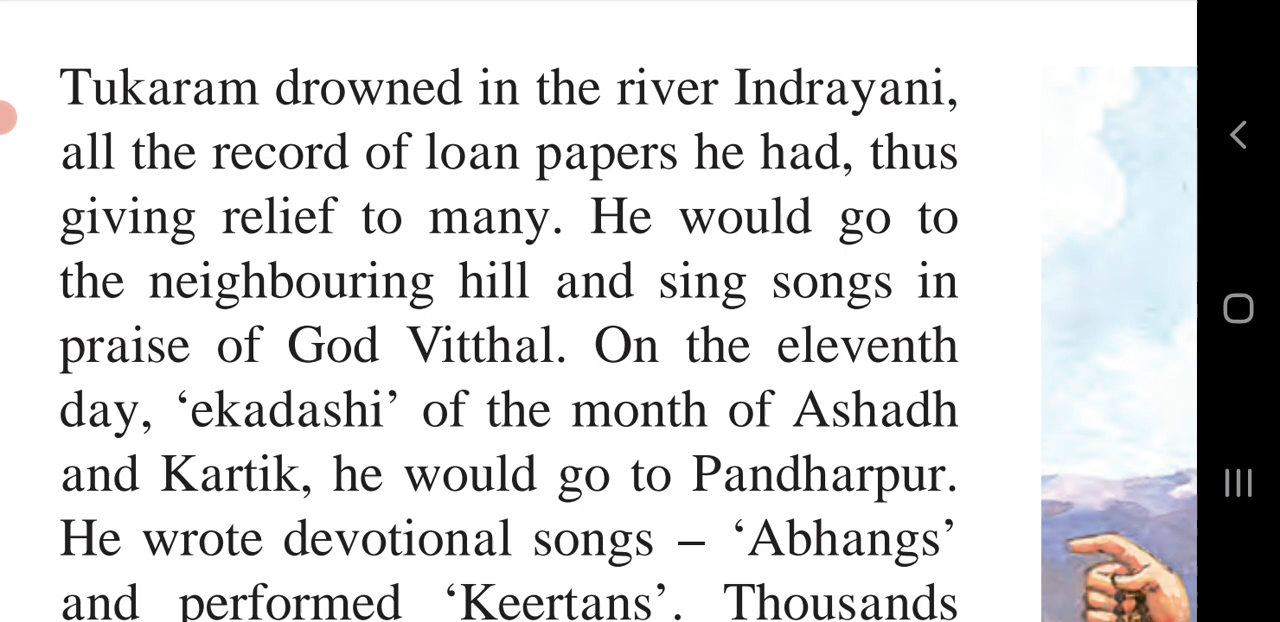 Tukaram drowned in the river Indrayani,
all the record of loan papers he had, thus
giving relief to many. He would go to
the neighbouring hill and sing songs in
praise of God Vitthal. On the eleventh
day, ‘ekadashi’ of the month of Ashadh
and Kartik, he would go to Pandharpur.
He wrote devotional songs – ‘Abhangs’
and performed ‘Keertans’. Thousands